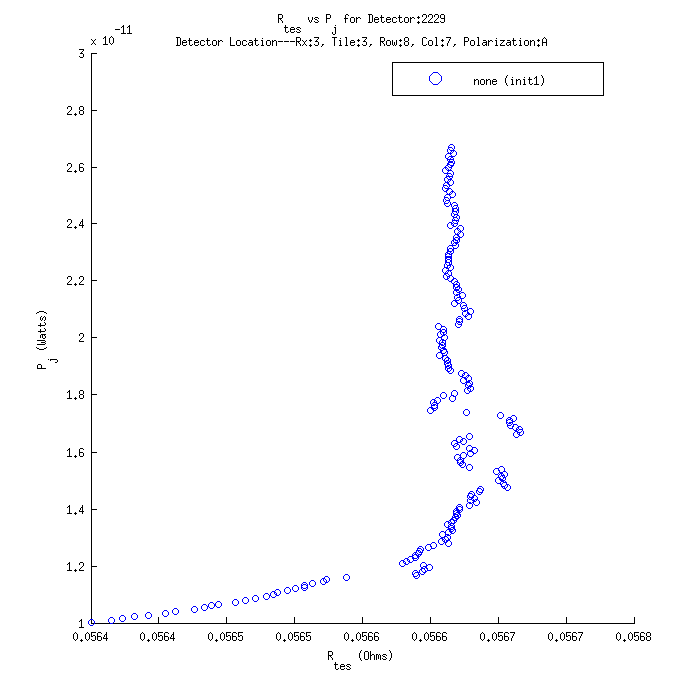 R_tes vs P_j for Detector:2229
Detector Location---Rx:3, Tile:3, Row:8, Col:7, Polarization:A
x 10^-11
none (init1)
3
2.8
2.6
2.4
2.2
2
1.8
1.6
1.4
1.2
1
P_j (Watts)
0.0564 0.0564 0.0565 0.0565 0.0566 0.0566 0.0567 0.0567 0.0568
R_tes (Ohms)